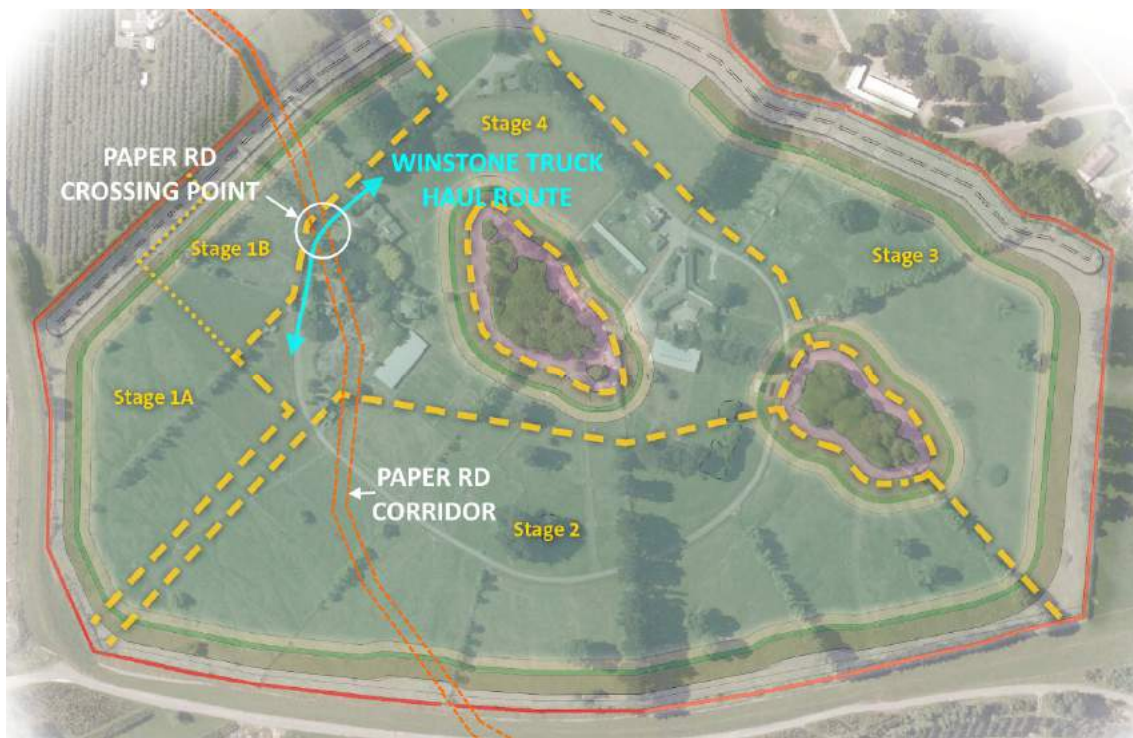 Stage 4
PAPER RD
CROSSING POINT
WINSTONE TRUCK
HAUL ROUTE
Stage 1B
Stage 3
Stage 1A
PAPER RD
CORRIDOR
Stage 2